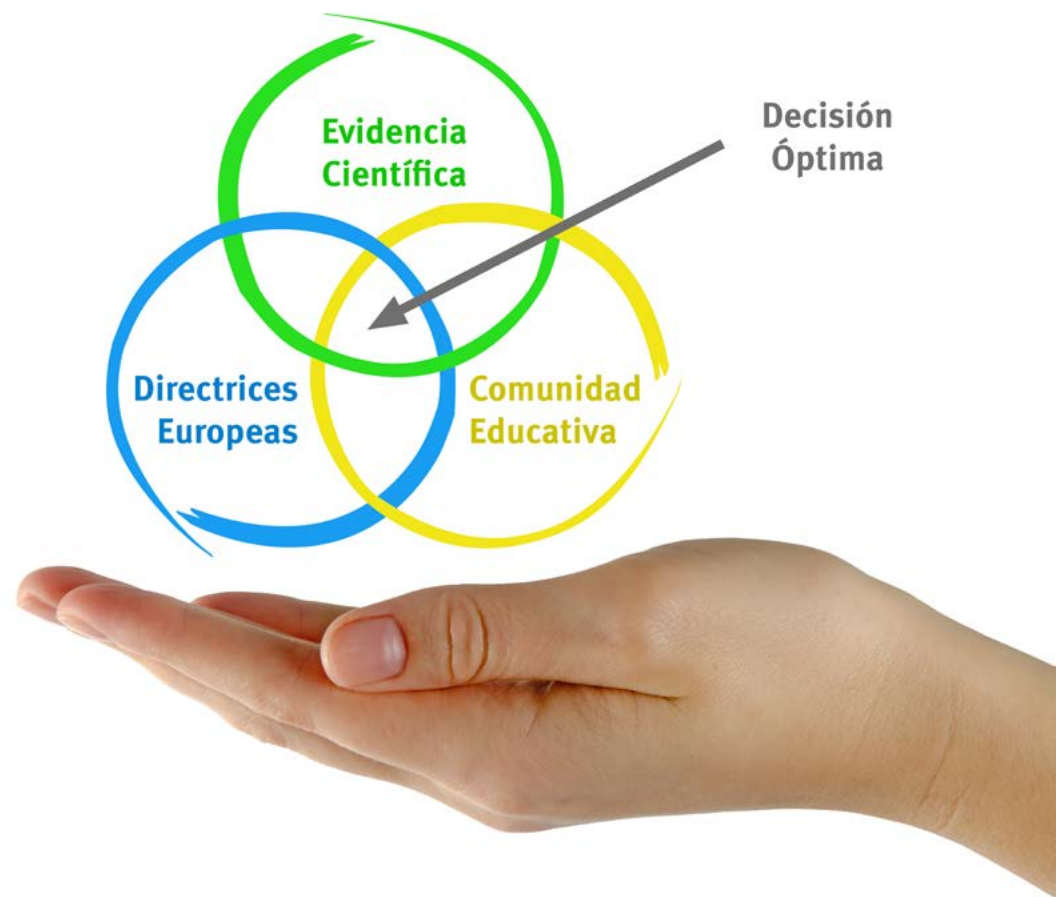 Evidencia
Científica
Decisión
Óptima
Directrices
Europeas
Comunidad
Educativa